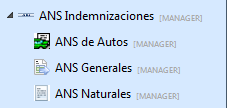 ANS Indemnizaciones [MANAGER]
ANS de Autos [MANAGER]
ANS Generales [MANAGER]
ANS Naturales [MANAGER]